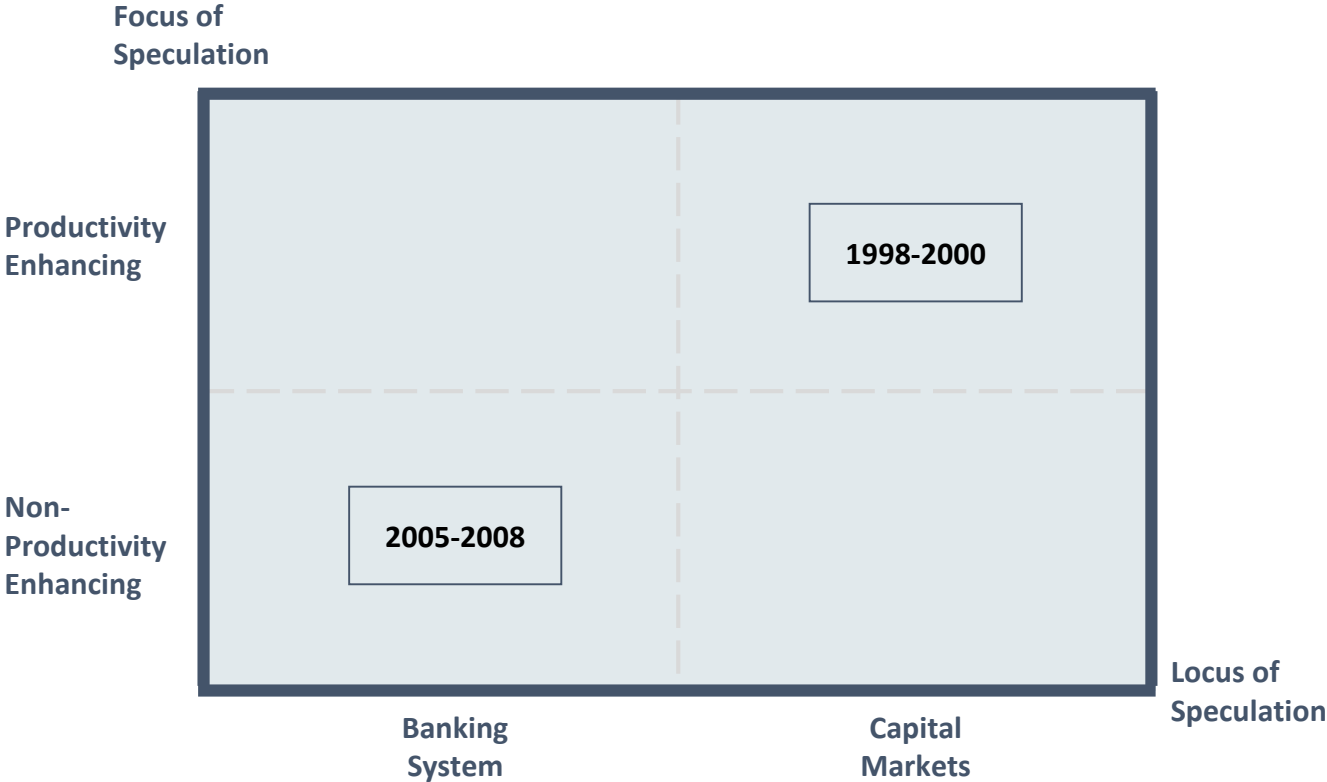 Focus of
Speculation
Productivity
Enhancing
1998-2000
Non-
Productivity
Enhancing
2005-2008
Locus of
Speculation
Banking
System
Capital
Markets